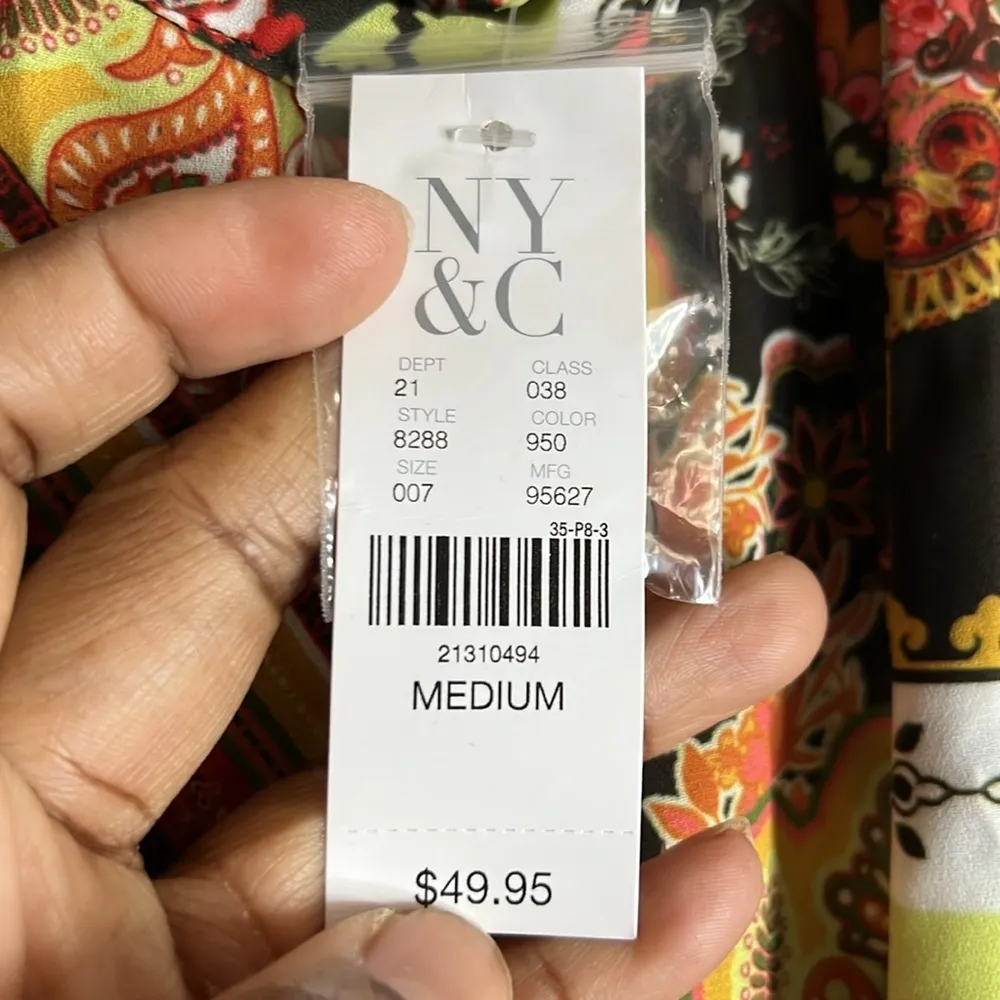 NY
&C
DEPT CLASS
21 038
STYLE COLOR
8288 950
SIZE MFG
007 95627
35-P8-3
21310494
MEDIUM
$49.95